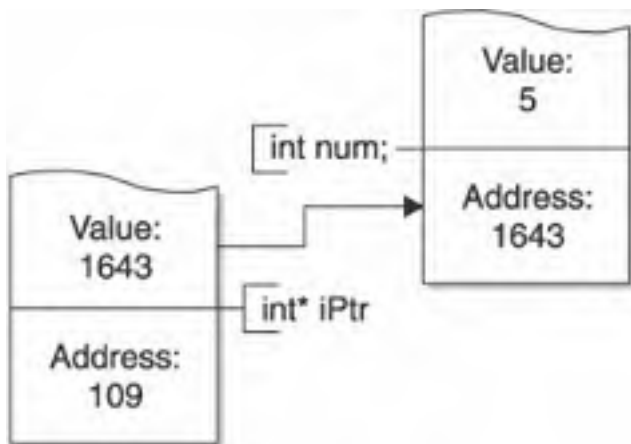 Value:
5
int num;
Address:
1643
Value:
1643
int* iPtr
Address:
109